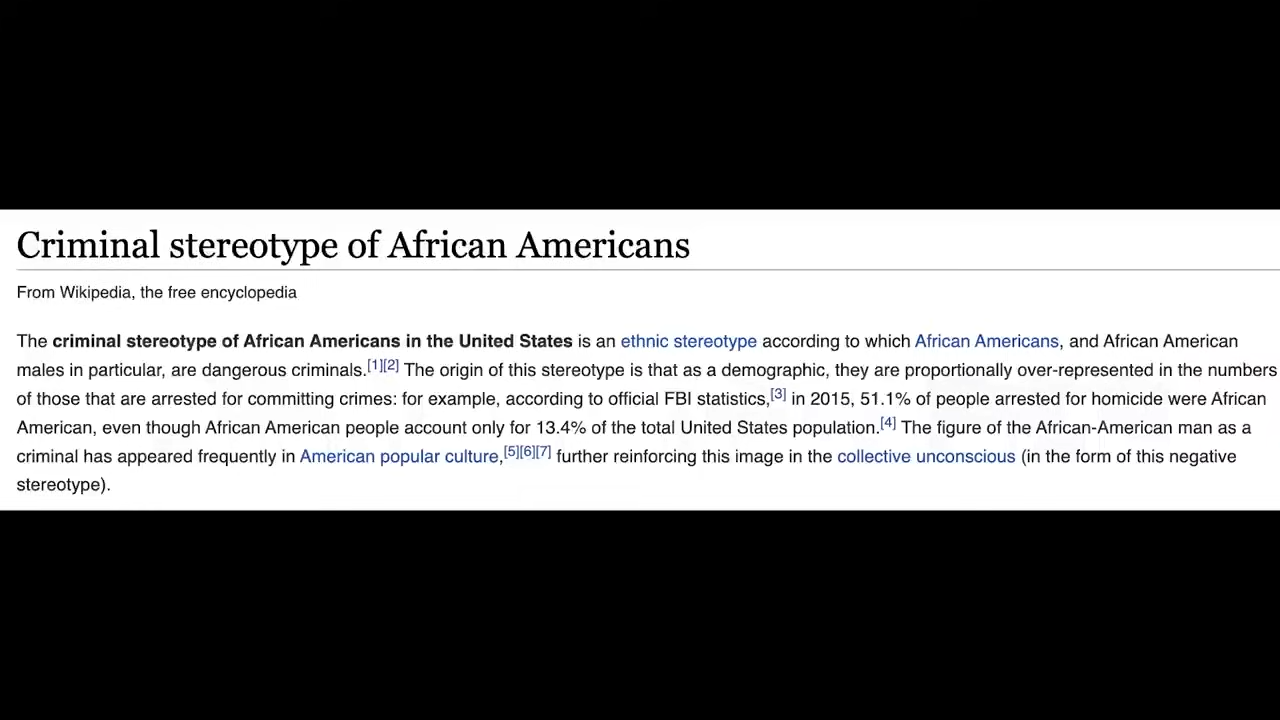 Criminal stereotype of African Americans
From Wikipedia, the free encyclopedia
The criminal stereotype of African Americans in the United States is an ethnic stereotype according to which African Americans, and African American
males in particular, are dangerous criminals.[1][2] The origin of this stereotype is that as a demographic, they are proportionally over-represented in the numbers
of those that are arrested for committing crimes: for example, according to official FBI statistics,[3] in 2015, 51.1% of people arrested for homicide were African
American, even though African American people account only for 13.4% of the total United States population.[4] The figure of the African-American man as a
criminal has appeared frequently in American popular culture,[5][6][7] further reinforcing this image in the collective unconscious (in the form of this negative
stereotype).